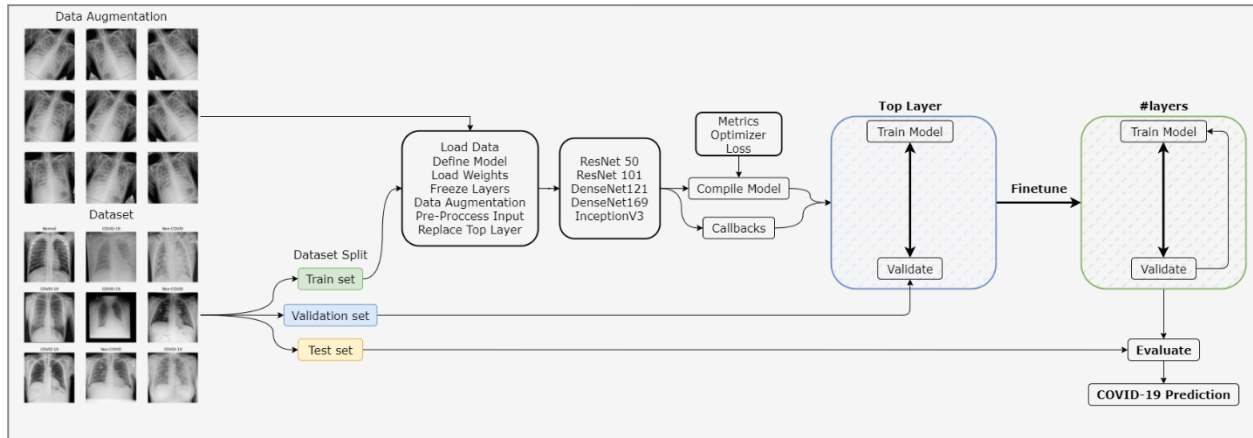 Data Augmentation
Dataset
Normal
COVID-19
Non-COVID
COVID-19
COVID-19
Non-COVID
COVID-19
Non-COVID
COVID-19
Dataset Split
Train set
Validation set
Test set
Load Data
Define Model
Load Weights
Freeze Layers
Data Augmentation
Pre-Proccess Input
Replace Top Layer
ResNet 50
ResNet 101
DenseNet121
DenseNet169
InceptionV3
Metrics
Optimizer
Loss
Compile Model
Callbacks
Top Layer
Train Model
Validate
Finetune
#layers
Train Model
Validate
Evaluate
COVID-19 Prediction